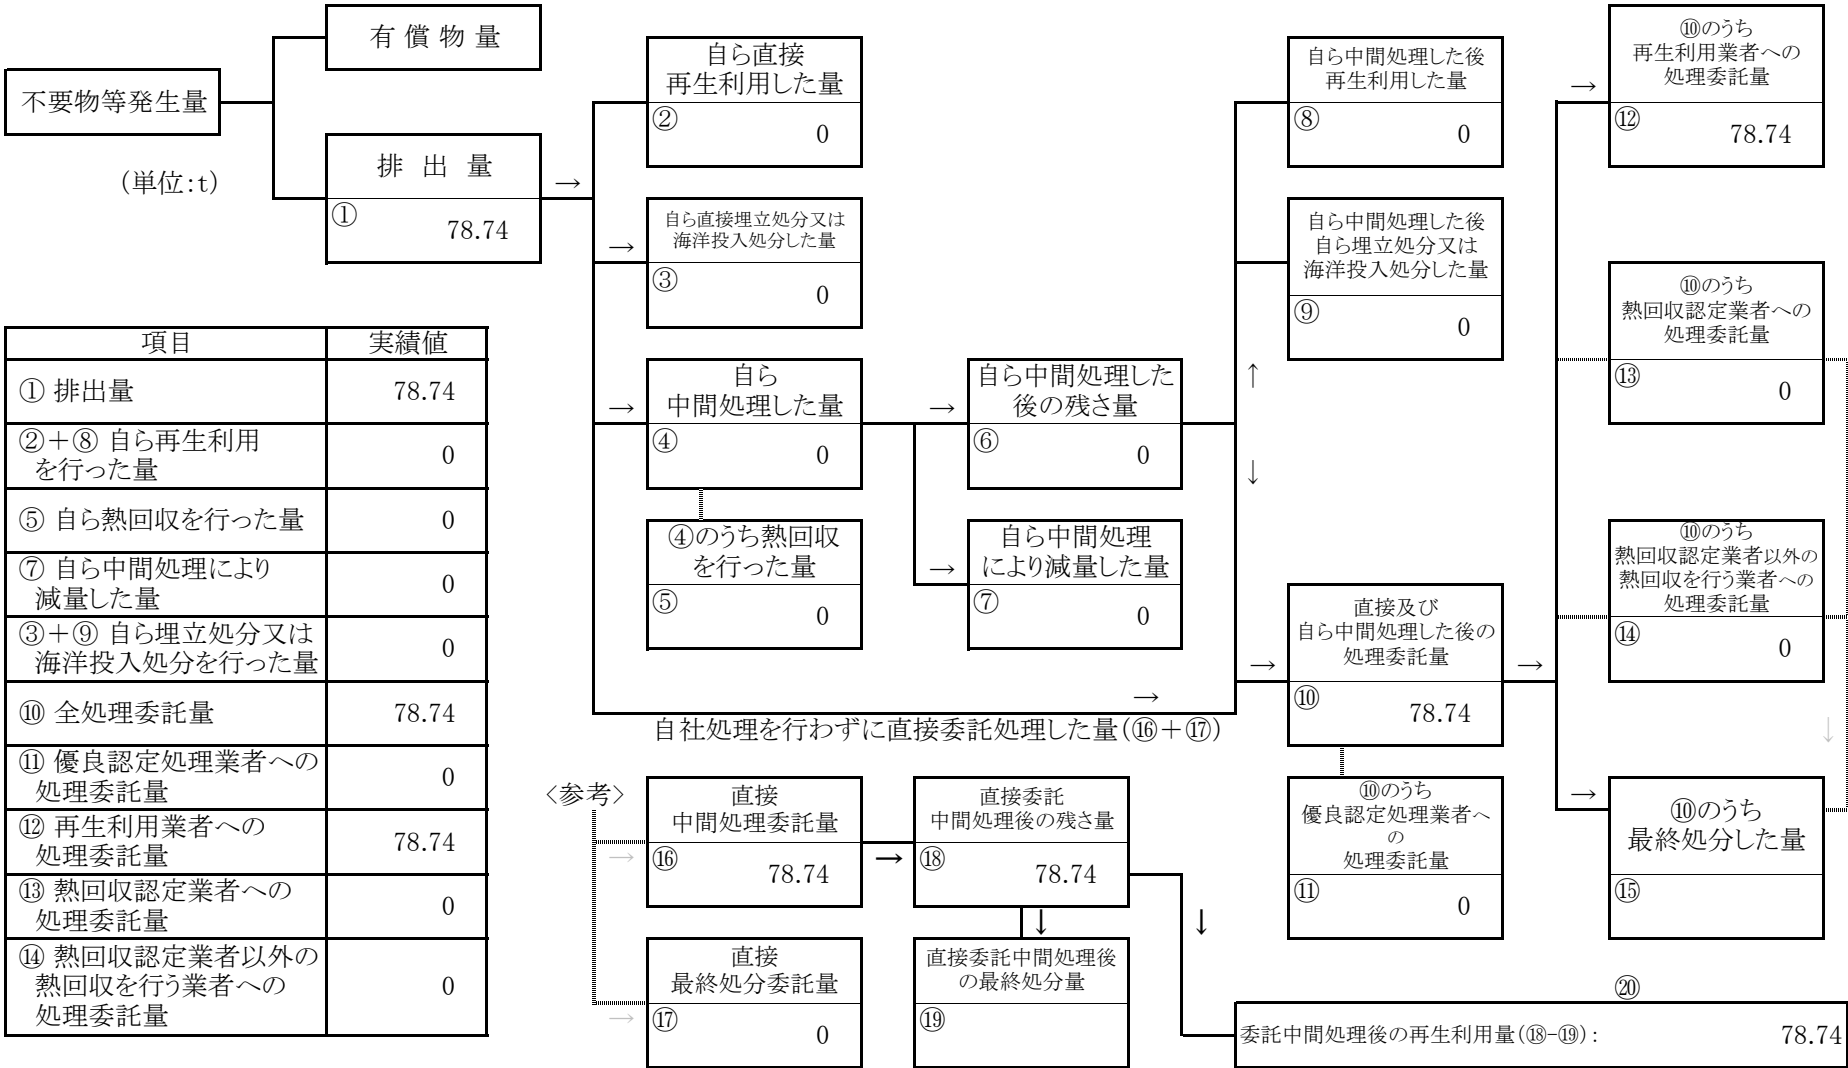 有 償 物 量
不要物等発生量
(単位:t)
排 出 量
→
①
78.74
自ら直接
再生利用した量
②
0
→
自ら直接埋立処分又は
海洋投入処分した量
③
0
→
自ら
中間処理した量
④
0
④のうち熱回収
を行った量
⑤
0
→
自ら中間処理した
後の残さ量
⑥
0
→
自ら中間処理
により減量した量
⑦
0
自ら中間処理した後
再生利用した量
⑧
0
自ら中間処理した後
自ら埋立処分又は
海洋投入処分した量
⑨
0
↑
↓
→
自社処理を行わずに直接委託処理した量(⑯+⑰)
→
直接及び
自ら中間処理した後の
処理委託量
⑩
78.74
⑩のうち
優良認定処理業者へ
の
処理委託量
⑪
0
→
→
⑩のうち
再生利用業者への
処理委託量
⑫
78.74
⑩のうち
熱回収認定業者への
処理委託量
⑬
0
⑩のうち
熱回収認定業者以外の
熱回収を行う業者への
処理委託量
⑭
0
↓
→
⑩のうち
最終処分した量
⑮
項目 実績値
① 排出量 78.74
②+⑧ 自ら再生利用
を行った量 0
⑤ 自ら熱回収を行った量 0
⑦ 自ら中間処理により
減量した量 0
③+⑨ 自ら埋立処分又は
海洋投入処分を行った量 0
⑩ 全処理委託量 78.74
⑪ 優良認定処理業者への
処理委託量 0
⑫ 再生利用業者への
処理委託量 78.74
⑬ 熱回収認定業者への
処理委託量 0
⑭ 熱回収認定業者以外の
熱回収を行う業者への 0
処理委託量
<参考>
→
直接
中間処理委託量
⑯
78.74
→
直接委託
中間処理後の残さ量
⑱
78.74
↓
↓
→
直接
最終処分委託量
⑰
0
直接委託中間処理後
の最終処分量
⑲
⑳
委託中間処理後の再生利用量(⑱-⑲): 78.74